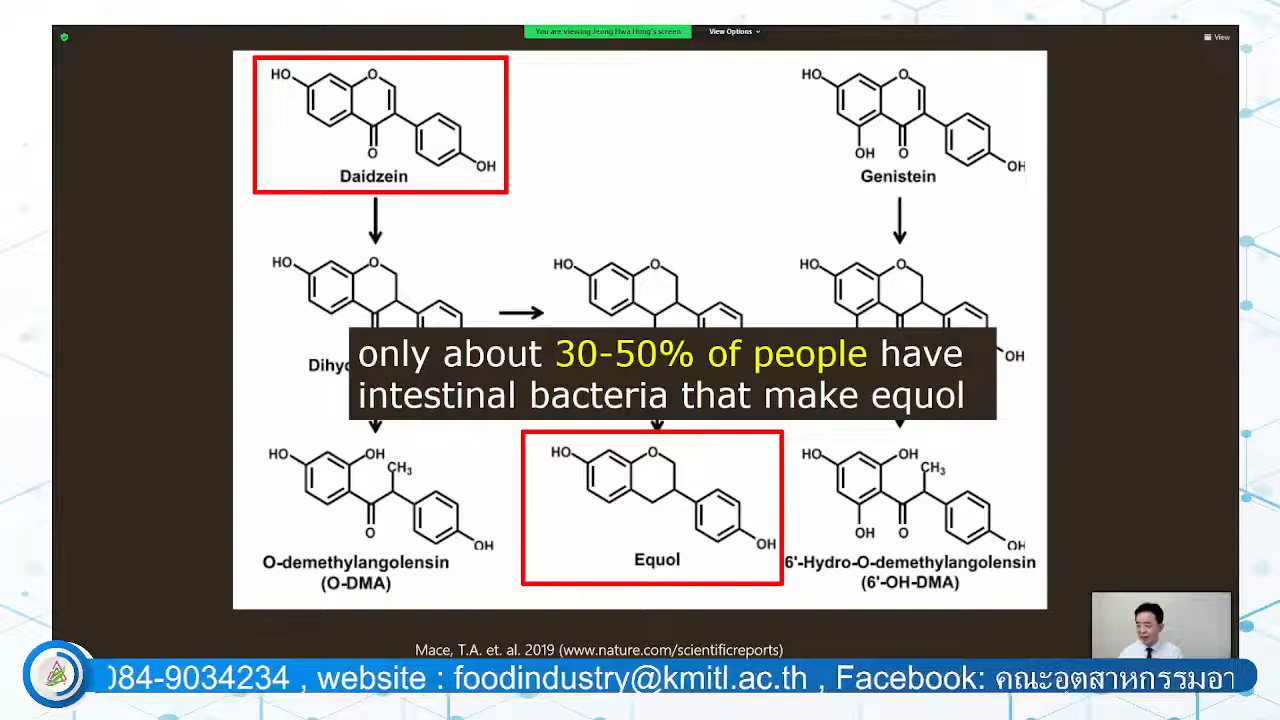 You are viewing Jeong Hwa Hong's screen
View Options
View
HO
O
O
OH
Daidzein
HO
O
OH
O
OH
Genistein
HO
O
HO
O
HO
O
OH
only about 30-50% of people have
intestinal bacteria that make equol
HO
OH
CH3
O
OH
O-demethylangolensin
(O-DMA)
HO
O
OH
Equol
HO
OH
CH3
OH
O
OH
6'-Hydro-O-demethylangolensin
(6'-OH-DMA)
Mace, T.A. et. al. 2019 (www.nature.com/scientificreports)
084-9034234 , website : foodindustry@kmitl.ac.th , Facebook: คณะอุตสาหกรรมอา